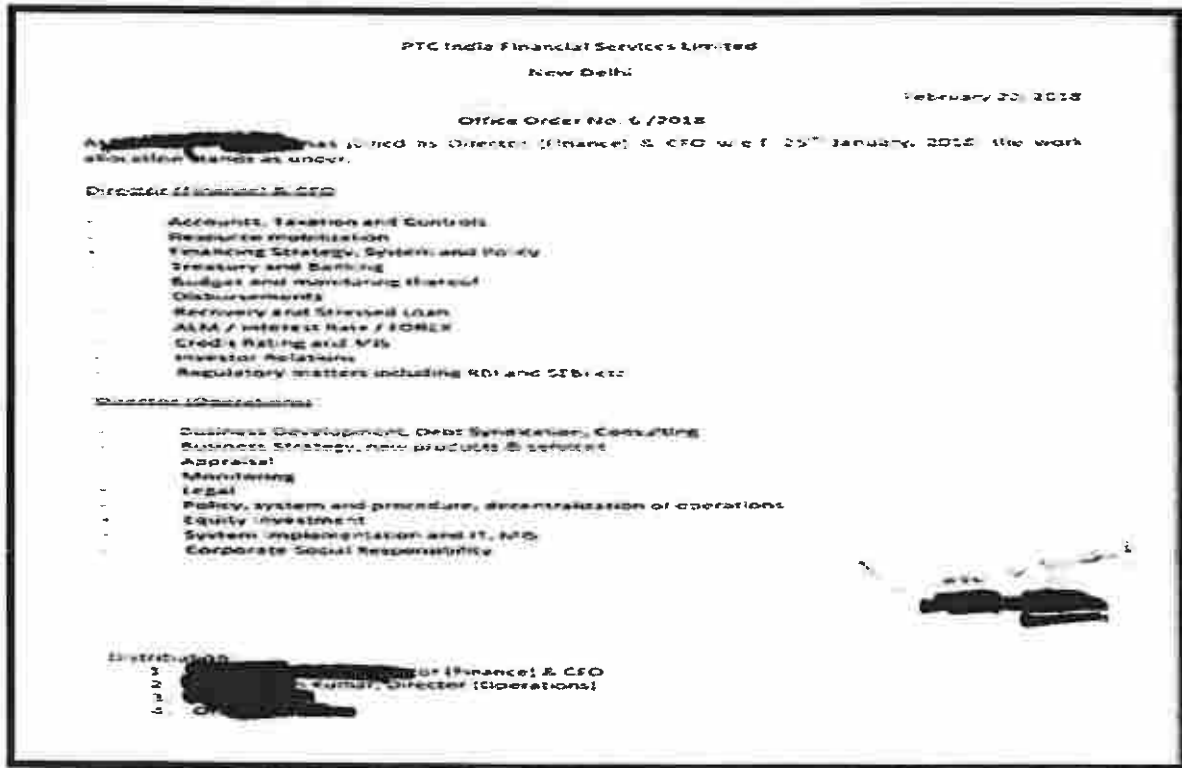 PTC India Financial Services Limited
New Delhi
February 2018
Office Order No. 6/2018
has joined as Director (Finance) & CFO w.e.f. 25th January, 2018 the work
allocation stands as under.
Director (Finance) & CFO
- Accounts, Taxation and Controls
- Resource mobilization
- Financing Strategy, System and Policy
Treasury and Banking
Budget and monitoring thereof
Disbursements
Recovery and Stressed Loan
ALM / Interest Rate / FOREX
Credit Rating and MIS
Investor Relations
Regulatory matters including RBI and SEBI etc
Director (Operations)
Business Development, Debt Syndication, Consulting
Business Strategy, new products & services
Appraisal
Monitoring
- Legal
- Policy, system and procedure, decentralization of operations
- Equity Investment
- System Implementation and IT, MIS
Corporate Social Responsibility
Distribution
(Finance) & CFO
Kumar, Director (Operations)